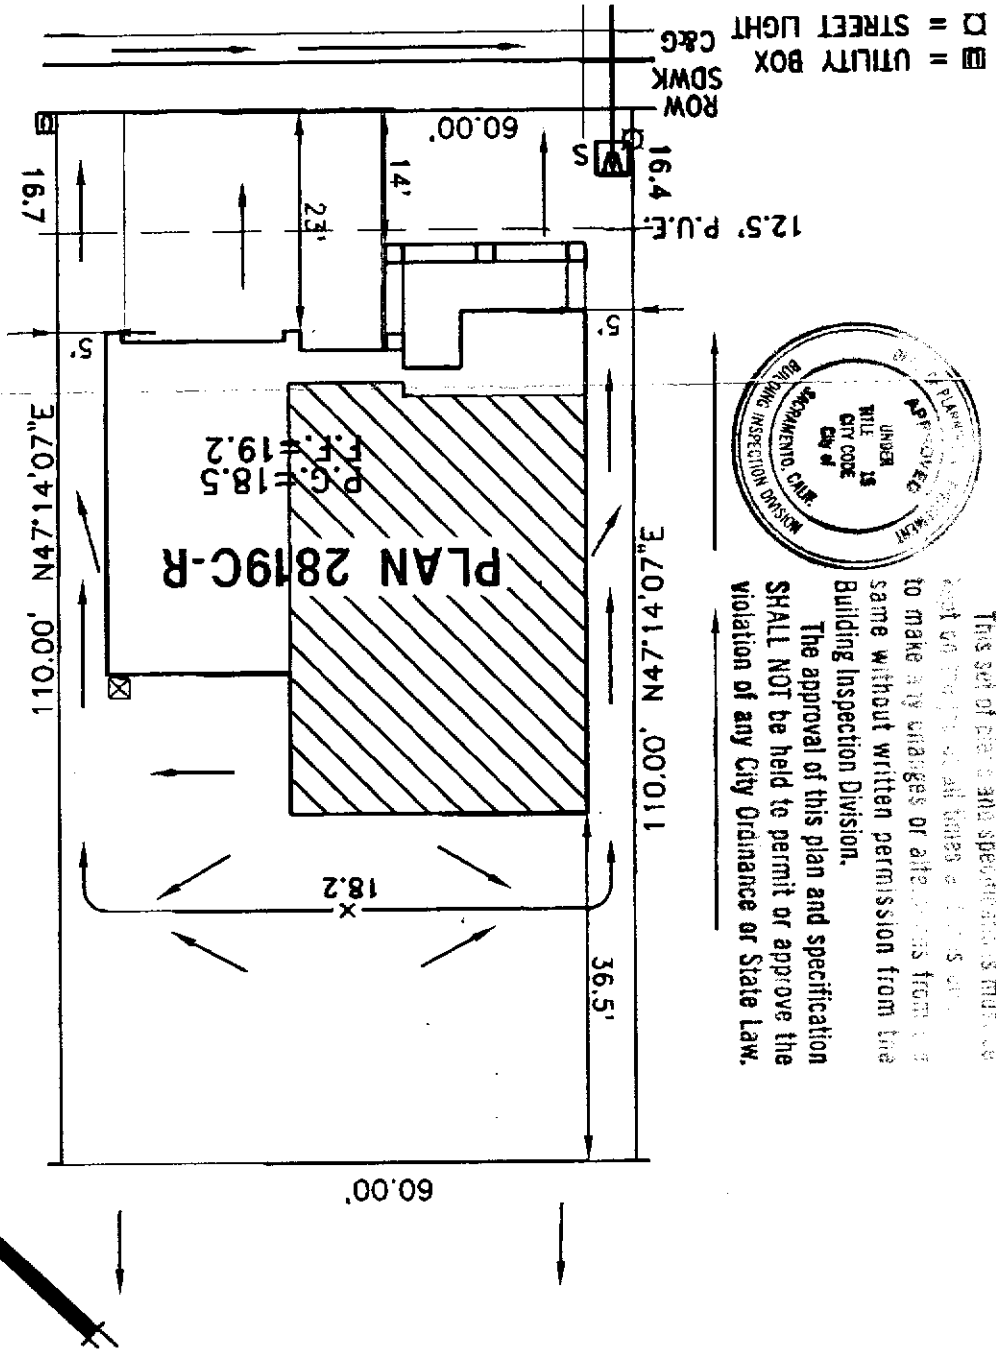 ¤ = STREET LIGHT
= UTILITY BOX
C&G
SDWK
ROW
60.00'
S
W
16.4
16.7
14'
23'
12.5' P.U.E.
5'
5'
110.00' N47°14'07"E
110.00' N47°14'07"E
P.G.=18.5
F.F.=19.2
PLAN 2819C-R
18.2
36.5'
60.00'
APPROVED
UNDER
TITLE 15
CITY CODE
City of
SACRAMENTO, CALIF.
BUILDING INSPECTION DIVISION
This set of plans and specifications must be
at all times
to make any changes or alterations from
same without written permission from the
Building Inspection Division.
The approval of this plan and specification
SHALL NOT be held to permit or approve the
violation of any City Ordinance or State Law.